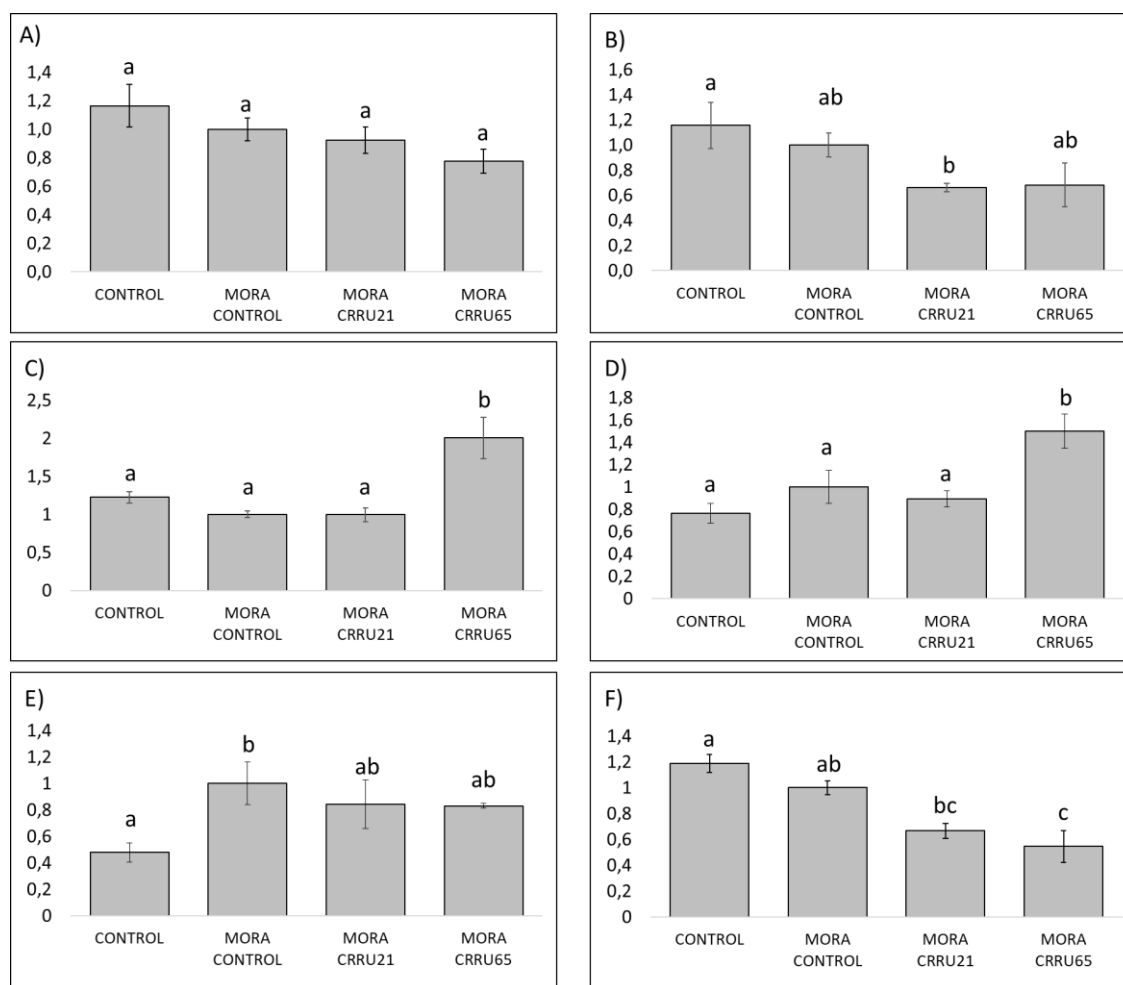 A)
a
a
a
a
1,4
1,2
1,0
0,8
0,6
0,4
0,2
0,0
CONTROL
MORA
CONTROL
MORA
CRRU21
MORA
CRRU65
B)
a
ab
b
ab
1,6
1,4
1,2
1,0
0,8
0,6
0,4
0,2
0,0
CONTROL
MORA
CONTROL
MORA
CRRU21
MORA
CRRU65
C)
a
a
a
b
2,5
2
1,5
1
0,5
0
CONTROL
MORA
CONTROL
MORA
CRRU21
MORA
CRRU65
D)
a
a
a
b
1,8
1,6
1,4
1,2
1
0,8
0,6
0,4
0,2
0
CONTROL
MORA
CONTROL
MORA
CRRU21
MORA
CRRU65
E)
a
b
ab
ab
1,4
1,2
1
0,8
0,6
0,4
0,2
0
CONTROL
MORA
CONTROL
MORA
CRRU21
MORA
CRRU65
F)
a
ab
bc
c
1,4
1,2
1
0,8
0,6
0,4
0,2
0
CONTROL
MORA
CONTROL
MORA
CRRU21
MORA
CRRU65